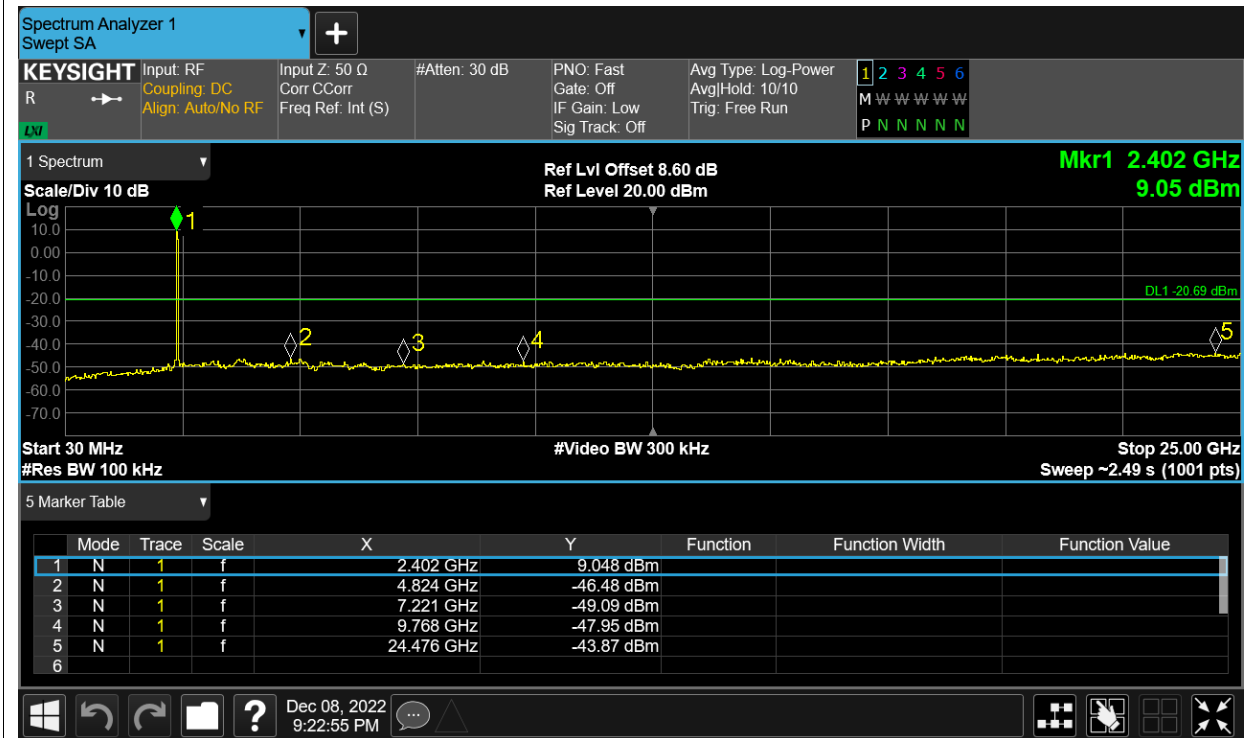 Spectrum Analyzer 1
Swept SA
KEYSIGHT
R
LXI
Input: RF
Coupling: DC
Align: Auto/No RF
Input Z: 50 Ω
Corr CCorr
Freq Ref: Int (S)
#Atten: 30 dB
PNO: Fast
Gate: Off
IF Gain: Low
Sig Track: Off
Avg Type: Log-Power
Avg|Hold: 10/10
Trig: Free Run
1 2 3 4 5 6
M W W W W W
P N N N N N
1 Spectrum
Scale/Div 10 dB
Ref Lvl Offset 8.60 dB
Ref Level 20.00 dBm
Mkr1 2.402 GHz
9.05 dBm
Log
10.0
0.00
-10.0
-20.0
-30.0
-40.0
-50.0
-60.0
-70.0
1
2
3
4
5
DL1 -20.69 dBm
Start 30 MHz
#Res BW 100 kHz
#Video BW 300 kHz
Stop 25.00 GHz
Sweep ~2.49 s (1001 pts)
5 Marker Table
Mode Trace Scale X Y Function Function Width Function Value
1 N 1 f 2.402 GHz 9.048 dBm
2 N 1 f 4.824 GHz -46.48 dBm
3 N 1 f 7.221 GHz -49.09 dBm
4 N 1 f 9.768 GHz -47.95 dBm
5 N 1 f 24.476 GHz -43.87 dBm
6
?
Dec 08, 2022
9:22:55 PM